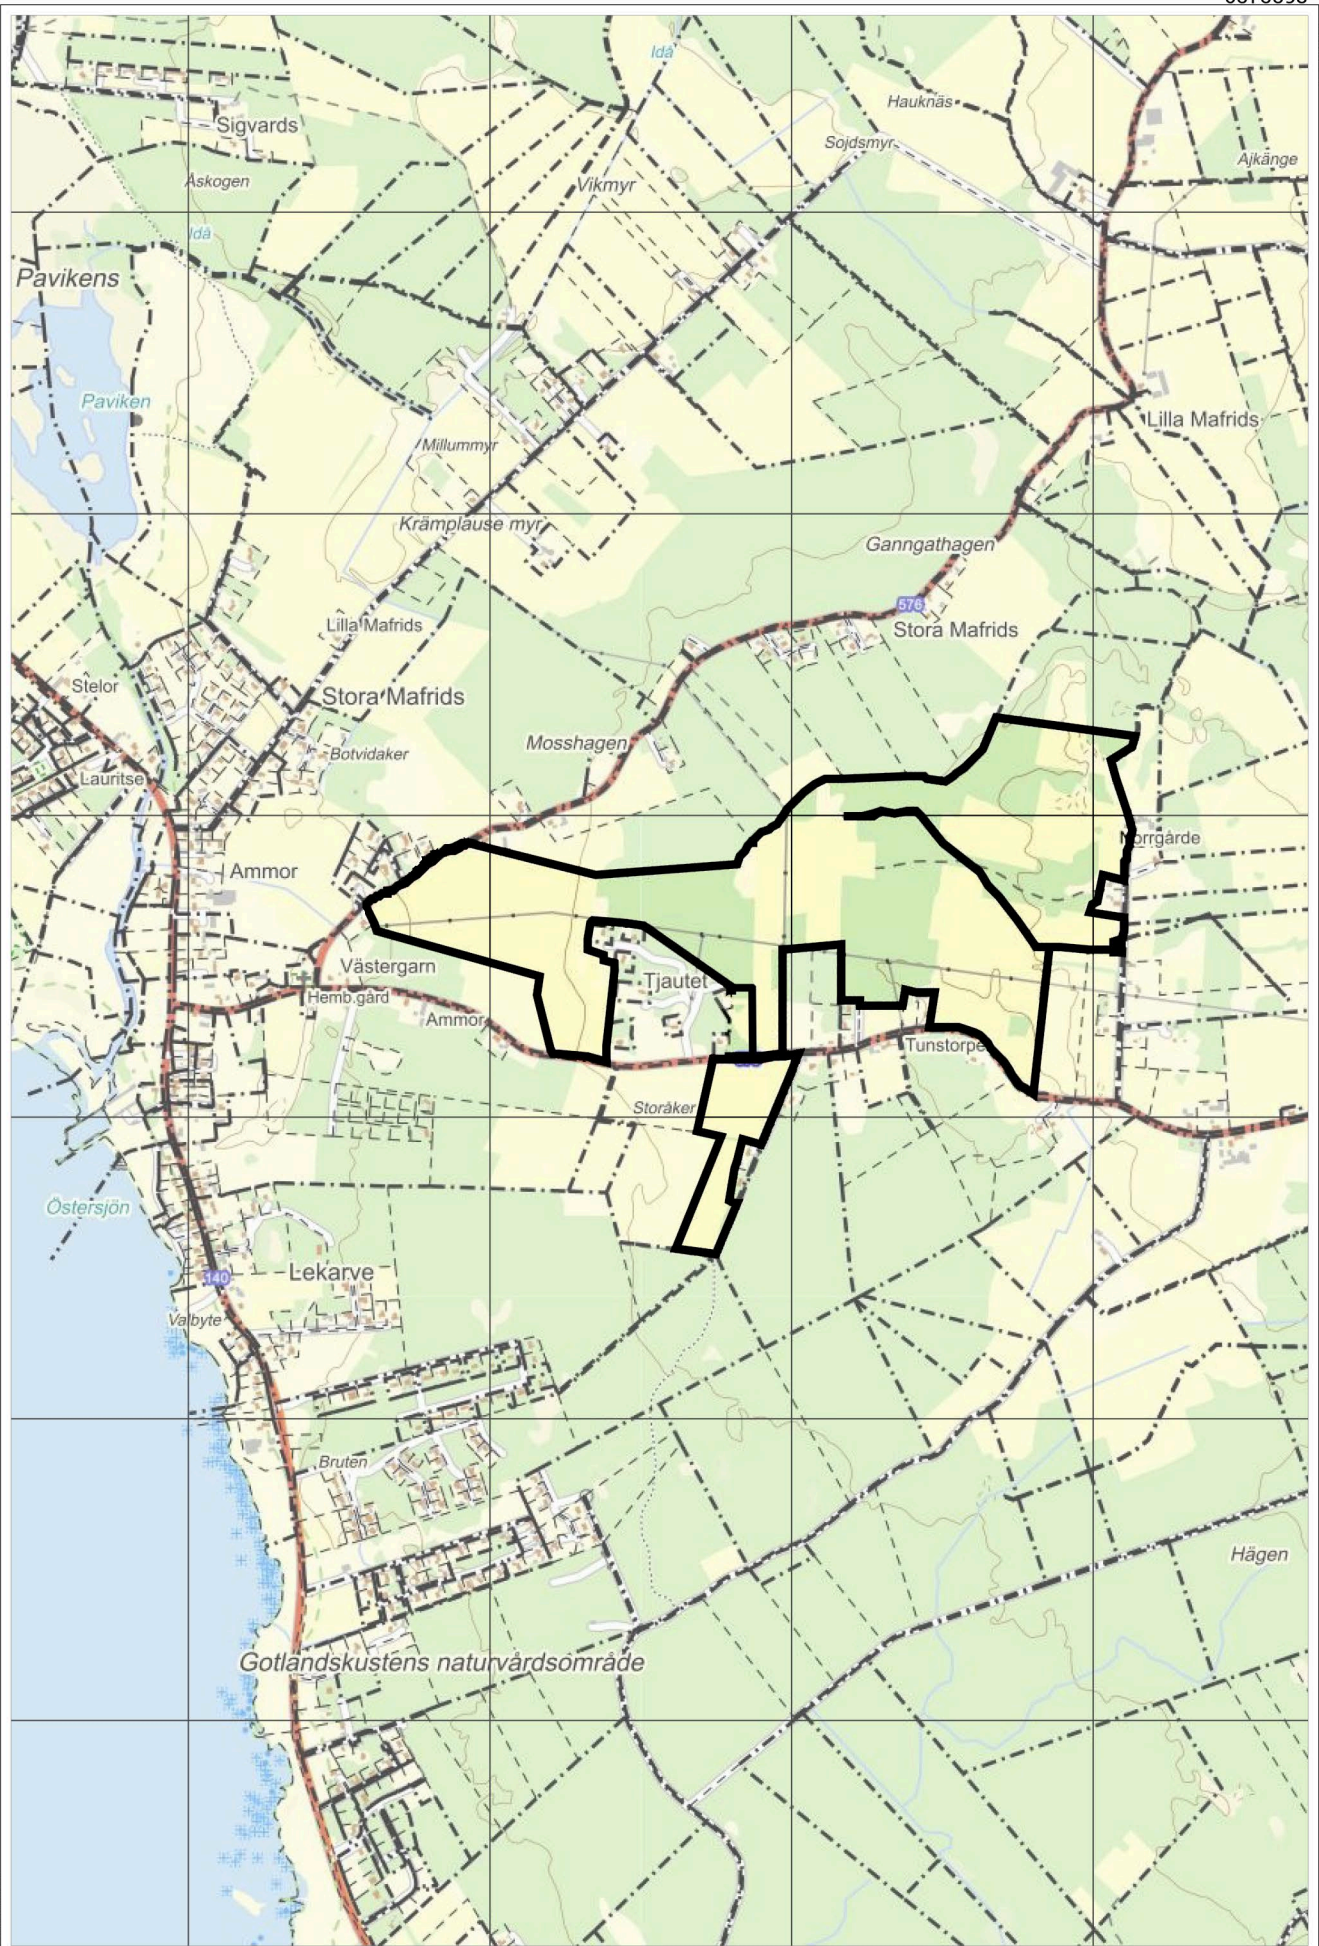 Idå
Hauknäs
Sigvards
Sojdsmyr
Ajkänge
Åskogen
Vikmyr
Idå
Pavikens
Paviken
Lilla Mafrids
Millummyr
Krämplause myr
Ganngathagen
576
Lilla Mafrids
Stora Mafrids
Stelor
Stora Mafrids
Mosshagen
Botvidaker
Lauritse
Norrgårde
Ammor
Västergarn
Tjautet
Hemb.gård
Ammor
Tunstorpe
Storåker
Östersjön
Lekarve
140
Valbyte
Bruten
Hägen
Gotlandskustens naturvårdsområde